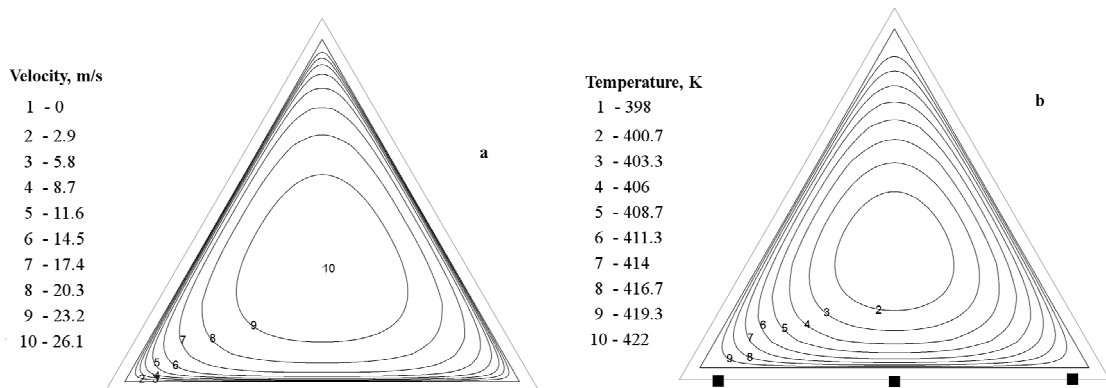 Velocity, m/s
1 - 0
2 - 2.9
3 - 5.8
4 - 8.7
5 - 11.6
6 - 14.5
7 - 17.4
8 - 20.3
9 - 23.2
10 - 26.1
a
10
9
8
7
6
5
4
2
3
Temperature, K
1 - 398
2 - 400.7
3 - 403.3
4 - 406
5 - 408.7
6 - 411.3
7 - 414
8 - 416.7
9 - 419.3
10 - 422
b
2
3
4
5
6
7
8
9